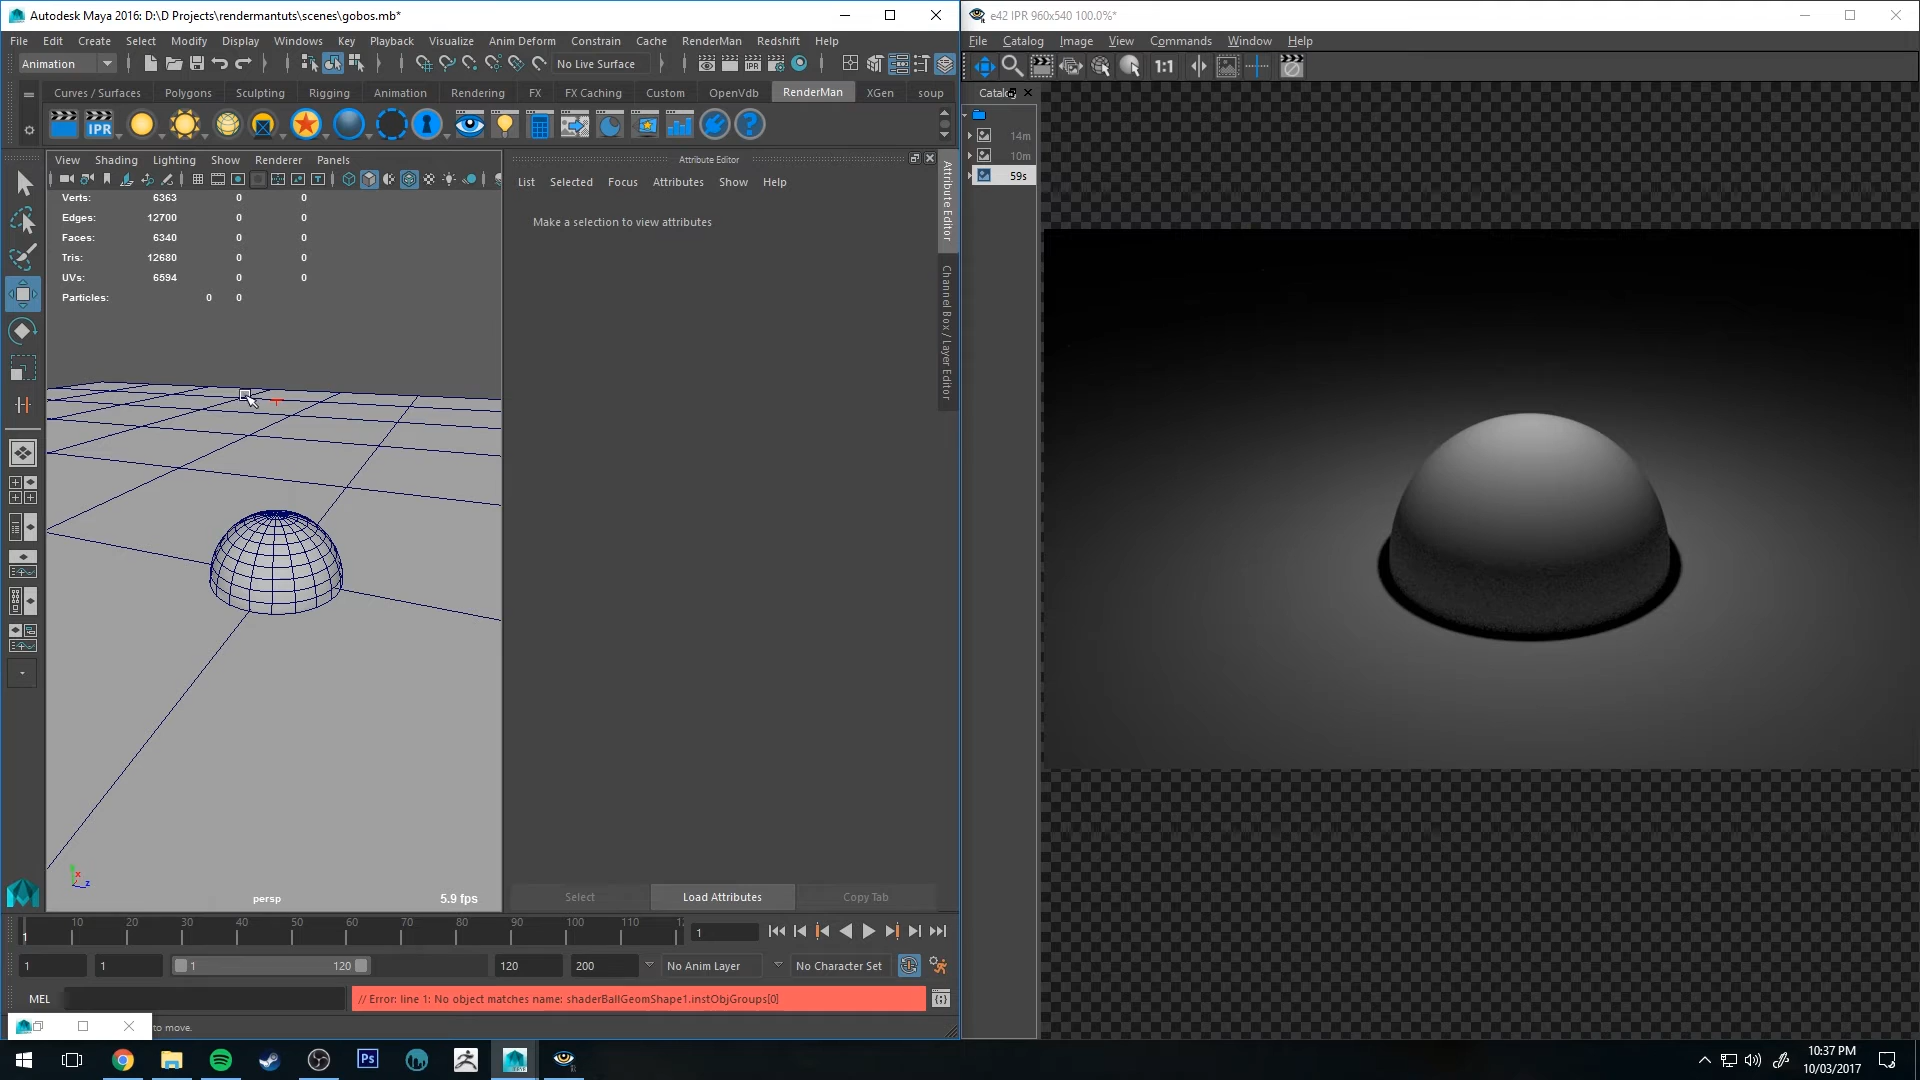 Autodesk Maya 2016: D:\D Projects\rendermantuts\scenes\gobos.mb*
File Edit Create Select Modify Display Windows Key Playback Visualize Anim Deform Constrain Cache RenderMan Redshift Help
Animation
No Live Surface
Curves / Surfaces Polygons Sculpting Rigging Animation Rendering FX FX Caching Custom OpenVdb RenderMan XGen soup
IPR
View Shading Lighting Show Renderer Panels
Verts: 6363 0 0
Edges: 12700 0 0
Faces: 6340 0 0
Tris: 12680 0 0
UVs: 6594 0 0
Particles: 0 0
persp
5.9 fps
Attribute Editor
List Selected Focus Attributes Show Help
Make a selection to view attributes
Select Load Attributes Copy Tab
Attribute Editor
Channel Box / Layer Editor
10 20 30 40 50 60 70 80 90 100 110 12
1
1
1 1 1 120 120 200 No Anim Layer No Character Set
MEL // Error: line 1: No object matches name: shaderBallGeomShape1.instObjGroups[0]
to move.
e42 IPR 960x540 100.0%*
File Catalog Image View Commands Window Help
1:1
Catalo
14m
10m
59s
Ps
10:37 PM
10/03/2017